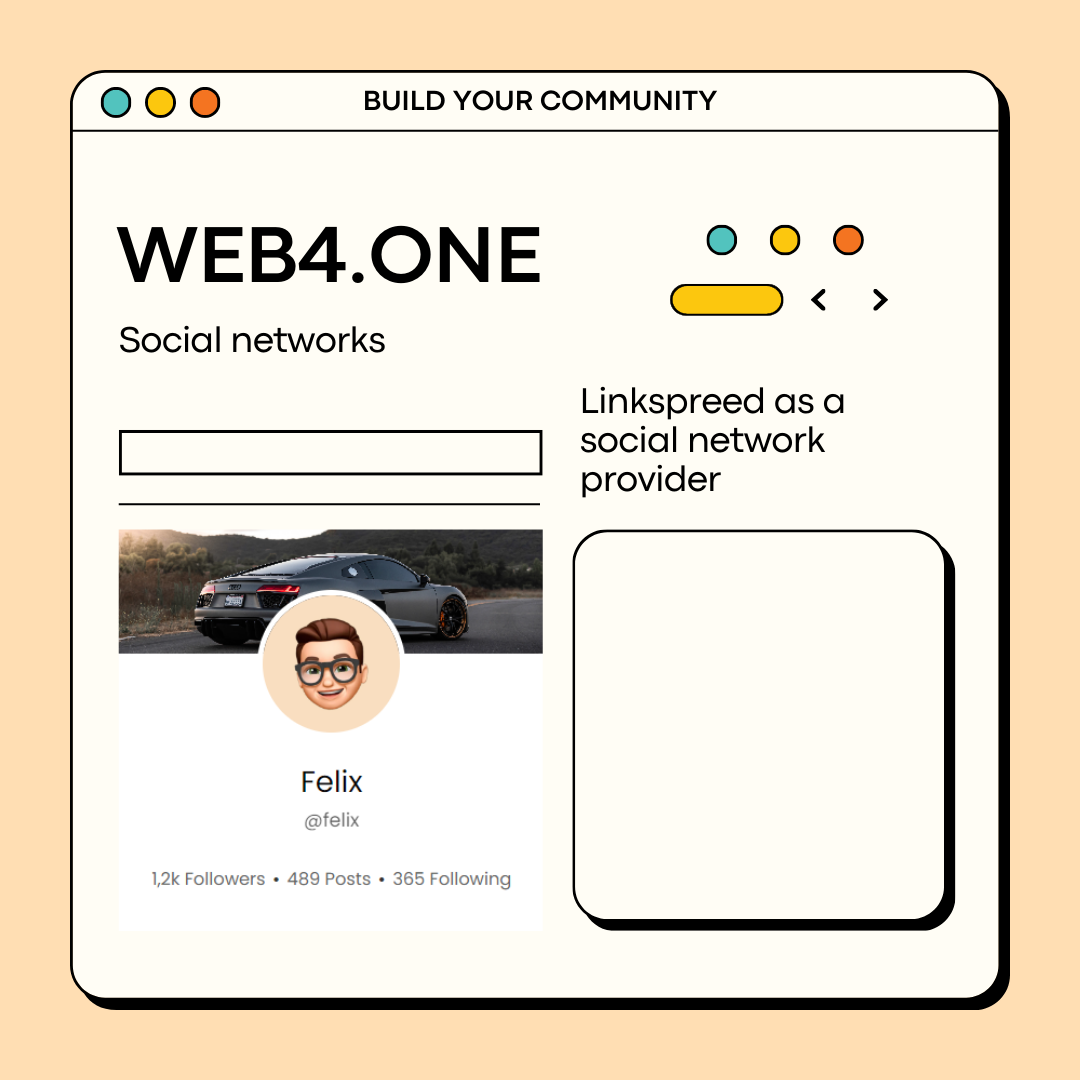 BUILD YOUR COMMUNITY
WEB4.ONE
Social networks
Linkspreed as a
social network
provider
Felix
@felix
1,2k Followers • 489 Posts • 365 Following